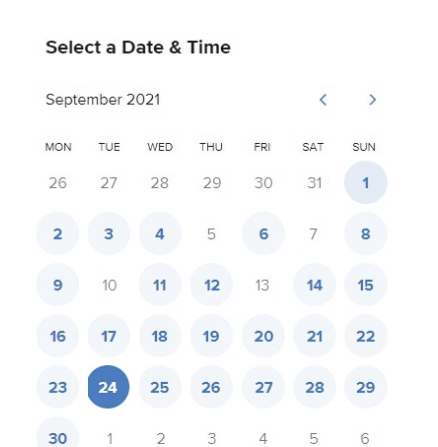 Select a Date & Time
September 2021
MON TUE WED THU FRI SAT SUN
26 27 28 29 30 31 1
2 3 4 5 6 7 8
9 10 11 12 13 14 15
16 17 18 19 20 21 22
23 24 25 26 27 28 29
30 1 2 3 4 5 6